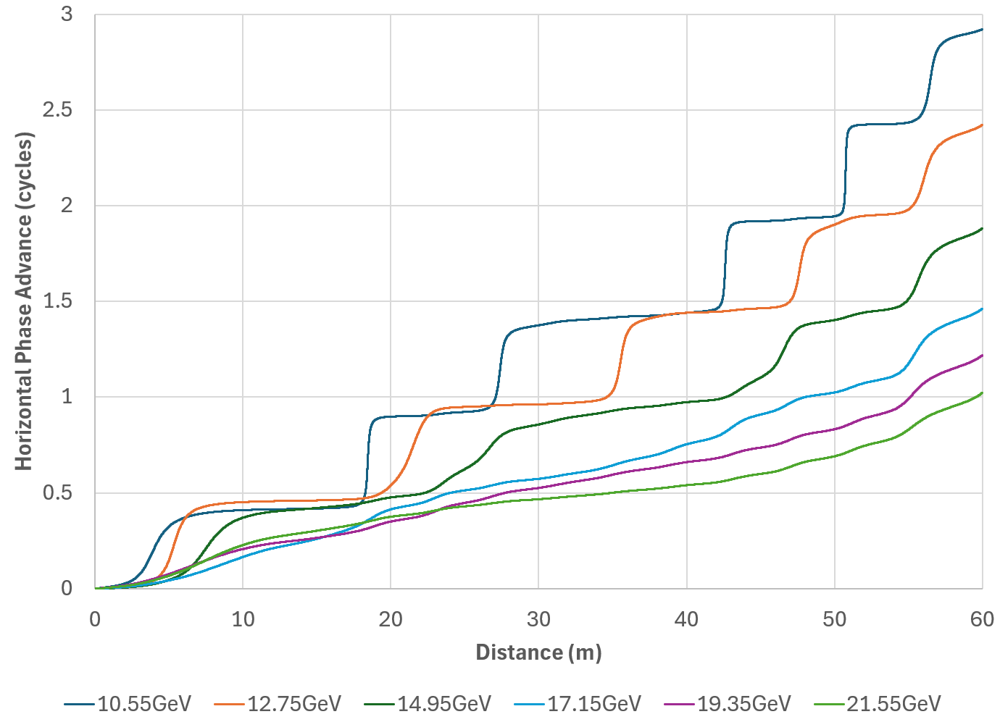 3
2.5
2
1.5
1
0.5
0
Horizontal Phase Advance (cycles)
0 10 20 30 40 50 60
Distance (m)
10.55GeV 12.75GeV 14.95GeV 17.15GeV 19.35GeV 21.55GeV